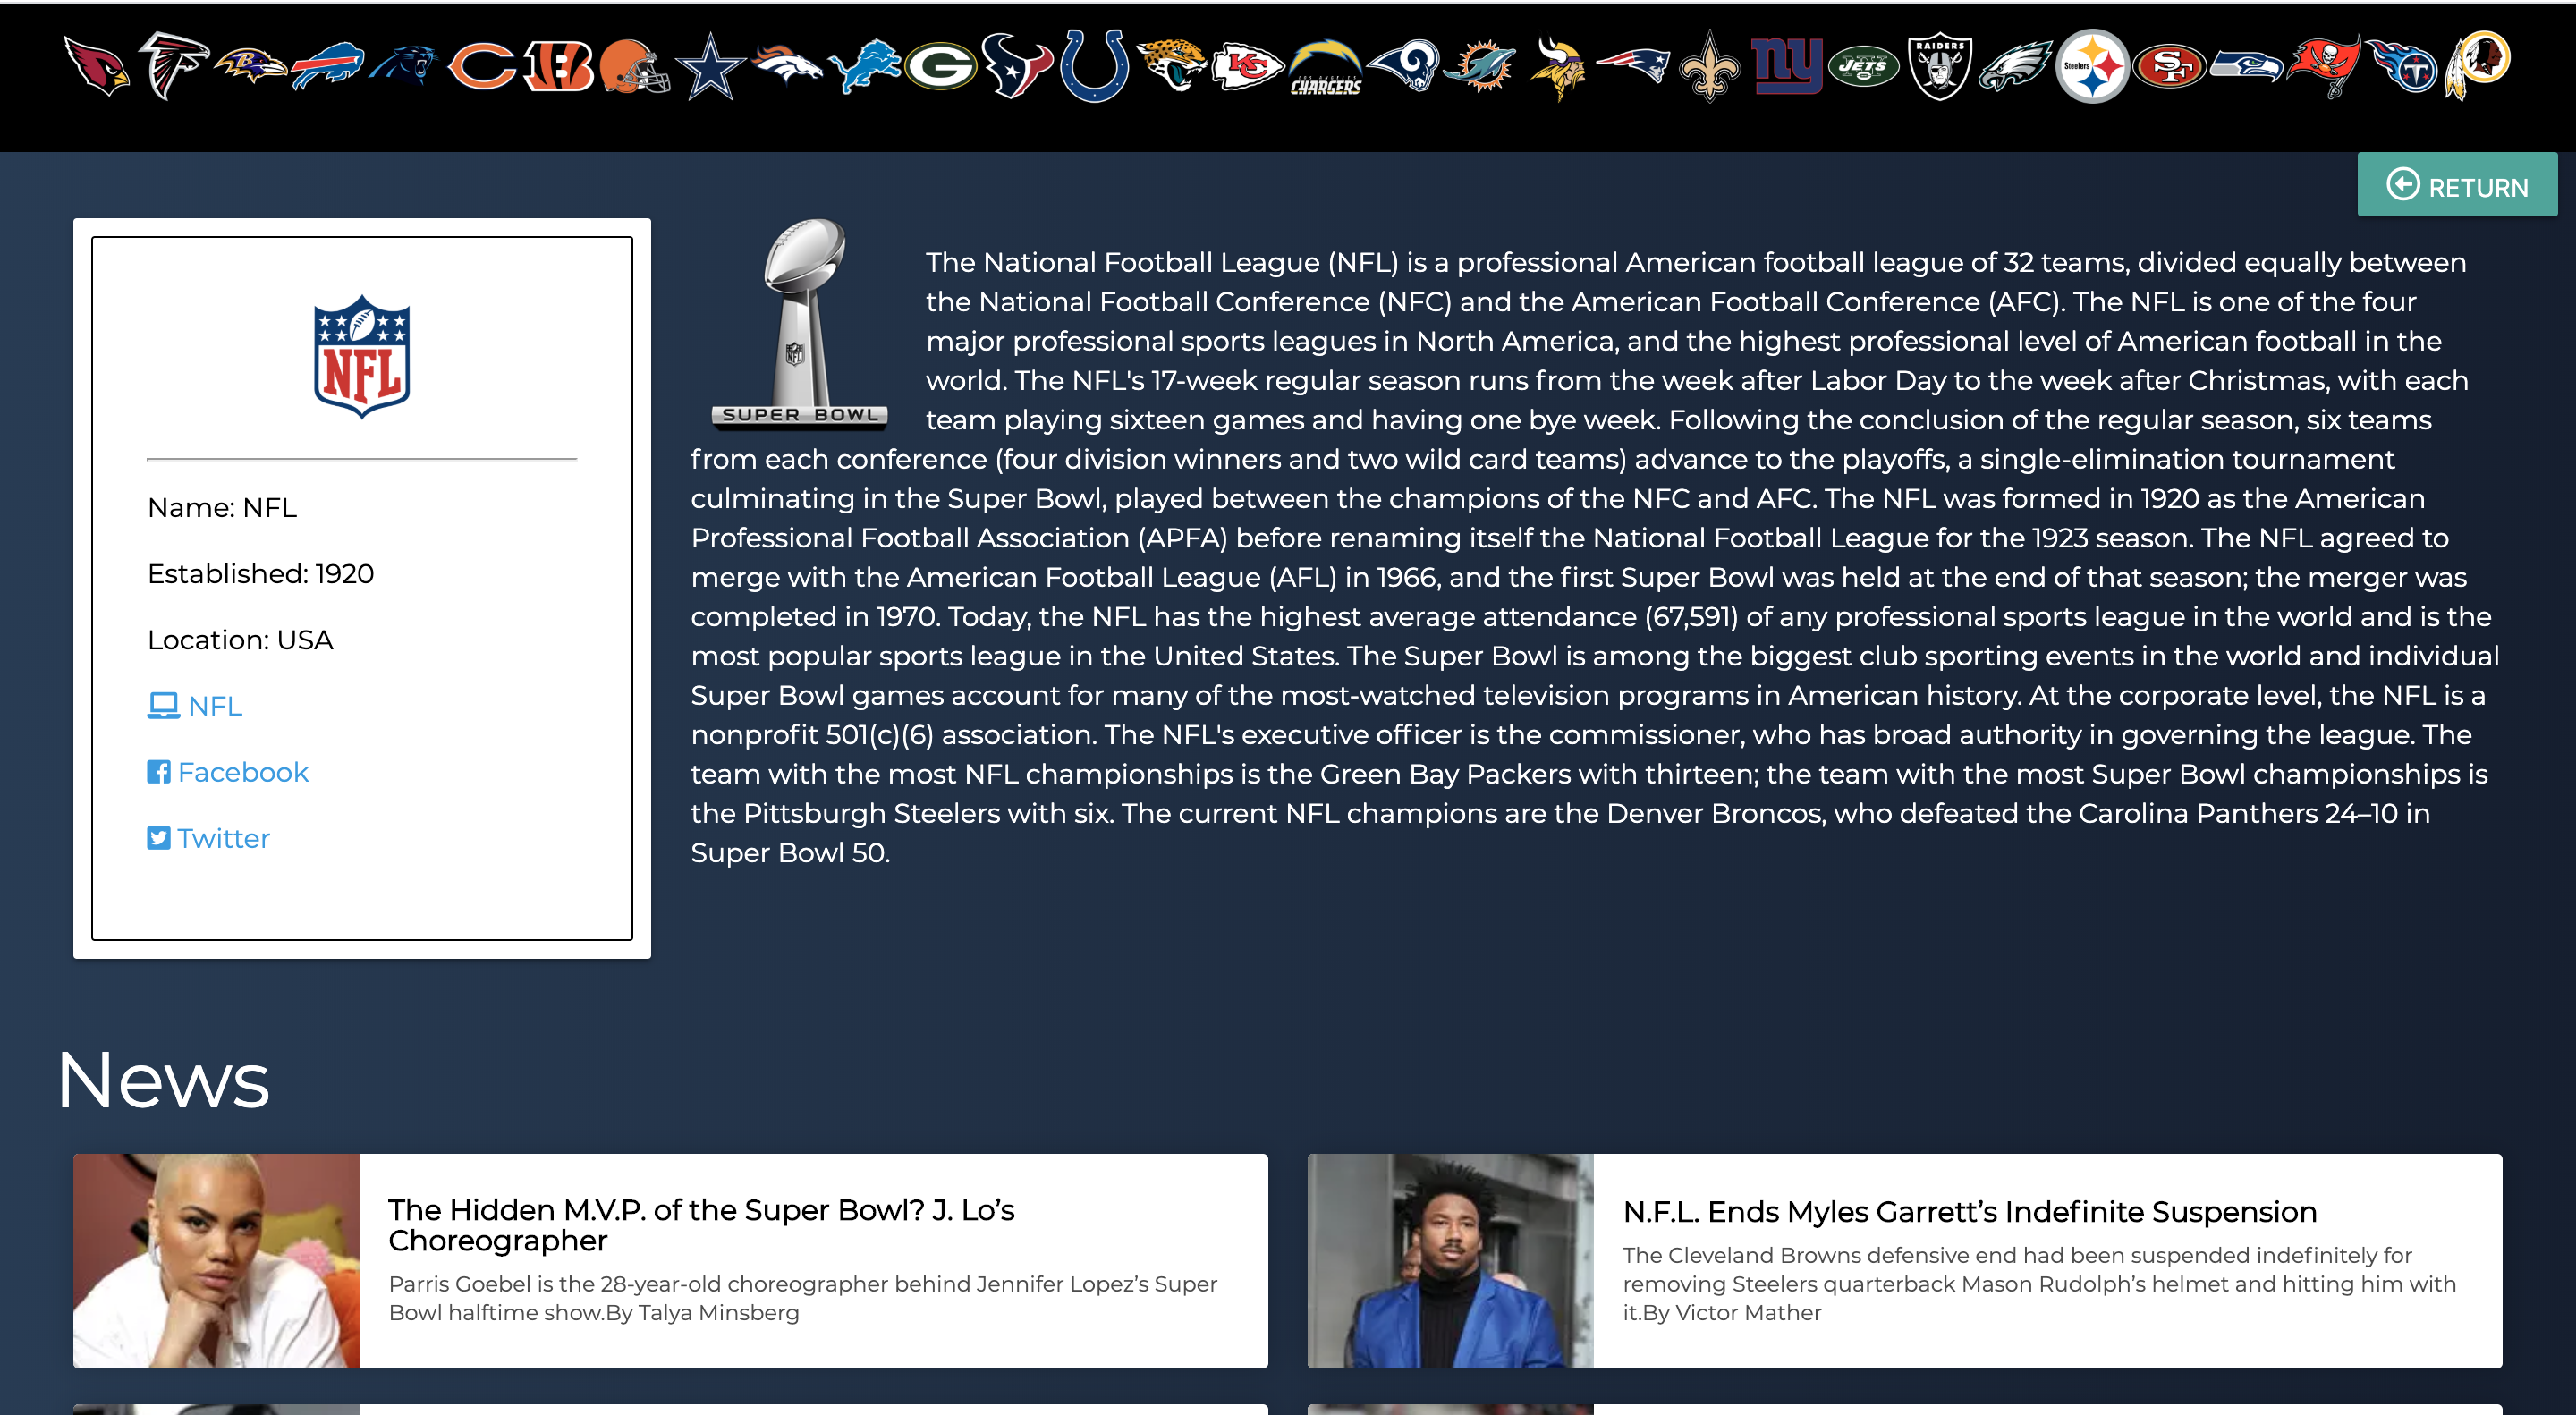 LOS ANGELES
CHARGERS
ny
JETS
RAIDERS
Steelers
SF
RETURN
NFL
SUPER BOWL
The National Football League (NFL) is a professional American football league of 32 teams, divided equally between
the National Football Conference (NFC) and the American Football Conference (AFC). The NFL is one of the four
major professional sports leagues in North America, and the highest professional level of American football in the
world. The NFL's 17-week regular season runs from the week after Labor Day to the week after Christmas, with each
team playing sixteen games and having one bye week. Following the conclusion of the regular season, six teams
from each conference (four division winners and two wild card teams) advance to the playoffs, a single-elimination tournament
culminating in the Super Bowl, played between the champions of the NFC and AFC. The NFL was formed in 1920 as the American
Professional Football Association (APFA) before renaming itself the National Football League for the 1923 season. The NFL agreed to
merge with the American Football League (AFL) in 1966, and the first Super Bowl was held at the end of that season; the merger was
completed in 1970. Today, the NFL has the highest average attendance (67,591) of any professional sports league in the world and is the
most popular sports league in the United States. The Super Bowl is among the biggest club sporting events in the world and individual
Super Bowl games account for many of the most-watched television programs in American history. At the corporate level, the NFL is a
nonprofit 501(c)(6) association. The NFL's executive officer is the commissioner, who has broad authority in governing the league. The
team with the most NFL championships is the Green Bay Packers with thirteen; the team with the most Super Bowl championships is
the Pittsburgh Steelers with six. The current NFL champions are the Denver Broncos, who defeated the Carolina Panthers 24–10 in
Super Bowl 50.
NFL
Name: NFL
Established: 1920
Location: USA
NFL
Facebook
Twitter
News
The Hidden M.V.P. of the Super Bowl? J. Lo’s
Choreographer
Parris Goebel is the 28-year-old choreographer behind Jennifer Lopez’s Super
Bowl halftime show.By Talya Minsberg
N.F.L. Ends Myles Garrett’s Indefinite Suspension
The Cleveland Browns defensive end had been suspended indefinitely for
removing Steelers quarterback Mason Rudolph’s helmet and hitting him with
it.By Victor Mather